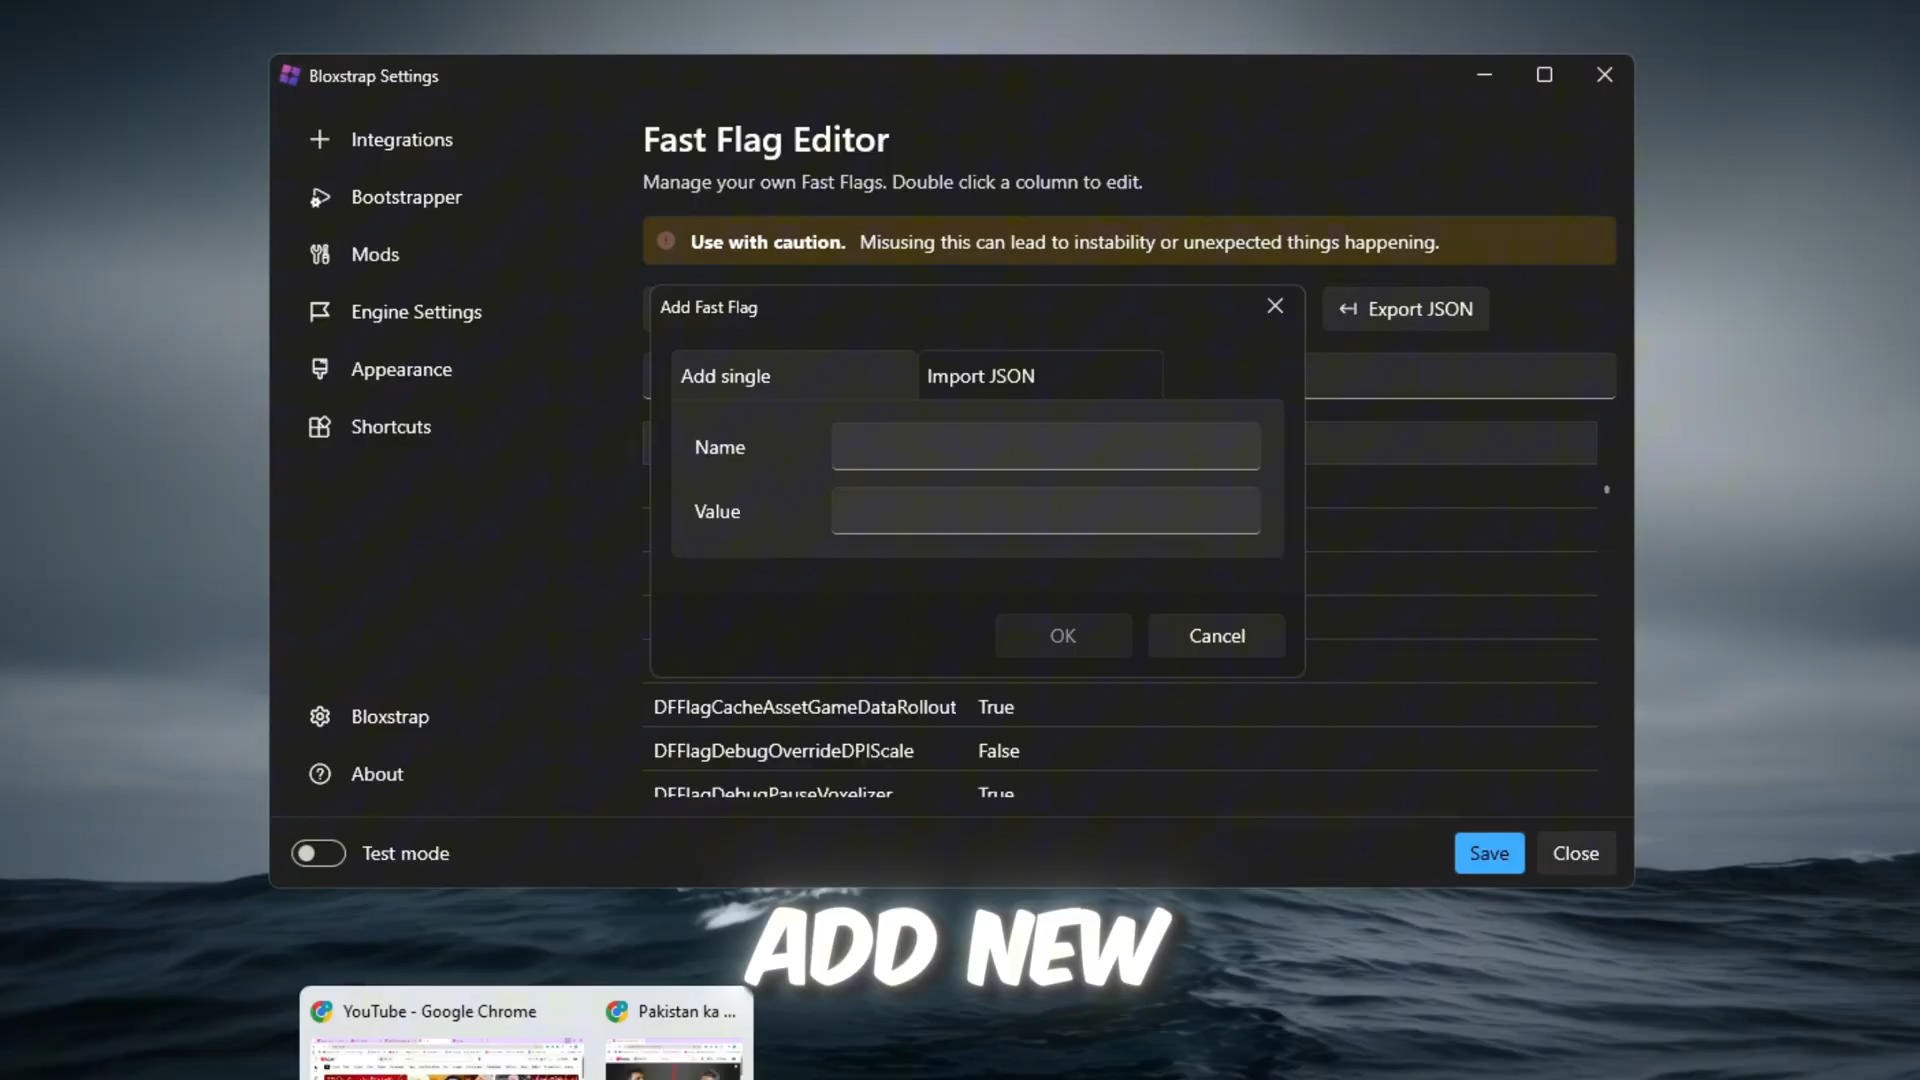 Bloxstrap Settings
Integrations
Bootstrapper
Mods
Engine Settings
Appearance
Shortcuts
Bloxstrap
About
Test mode
Fast Flag Editor
Manage your own Fast Flags. Double click a column to edit.
Use with caution. Misusing this can lead to instability or unexpected things happening.
Export JSON
Add Fast Flag
Add single
Import JSON
Name
Value
OK
Cancel
DFFlagCacheAssetGameDataRollout True
DFFlagDebugOverrideDPIScale False
DFFlagDebugPauseVoxelizer True
Save
Close
ADD NEW
YouTube - Google Chrome
Pakistan ka ...